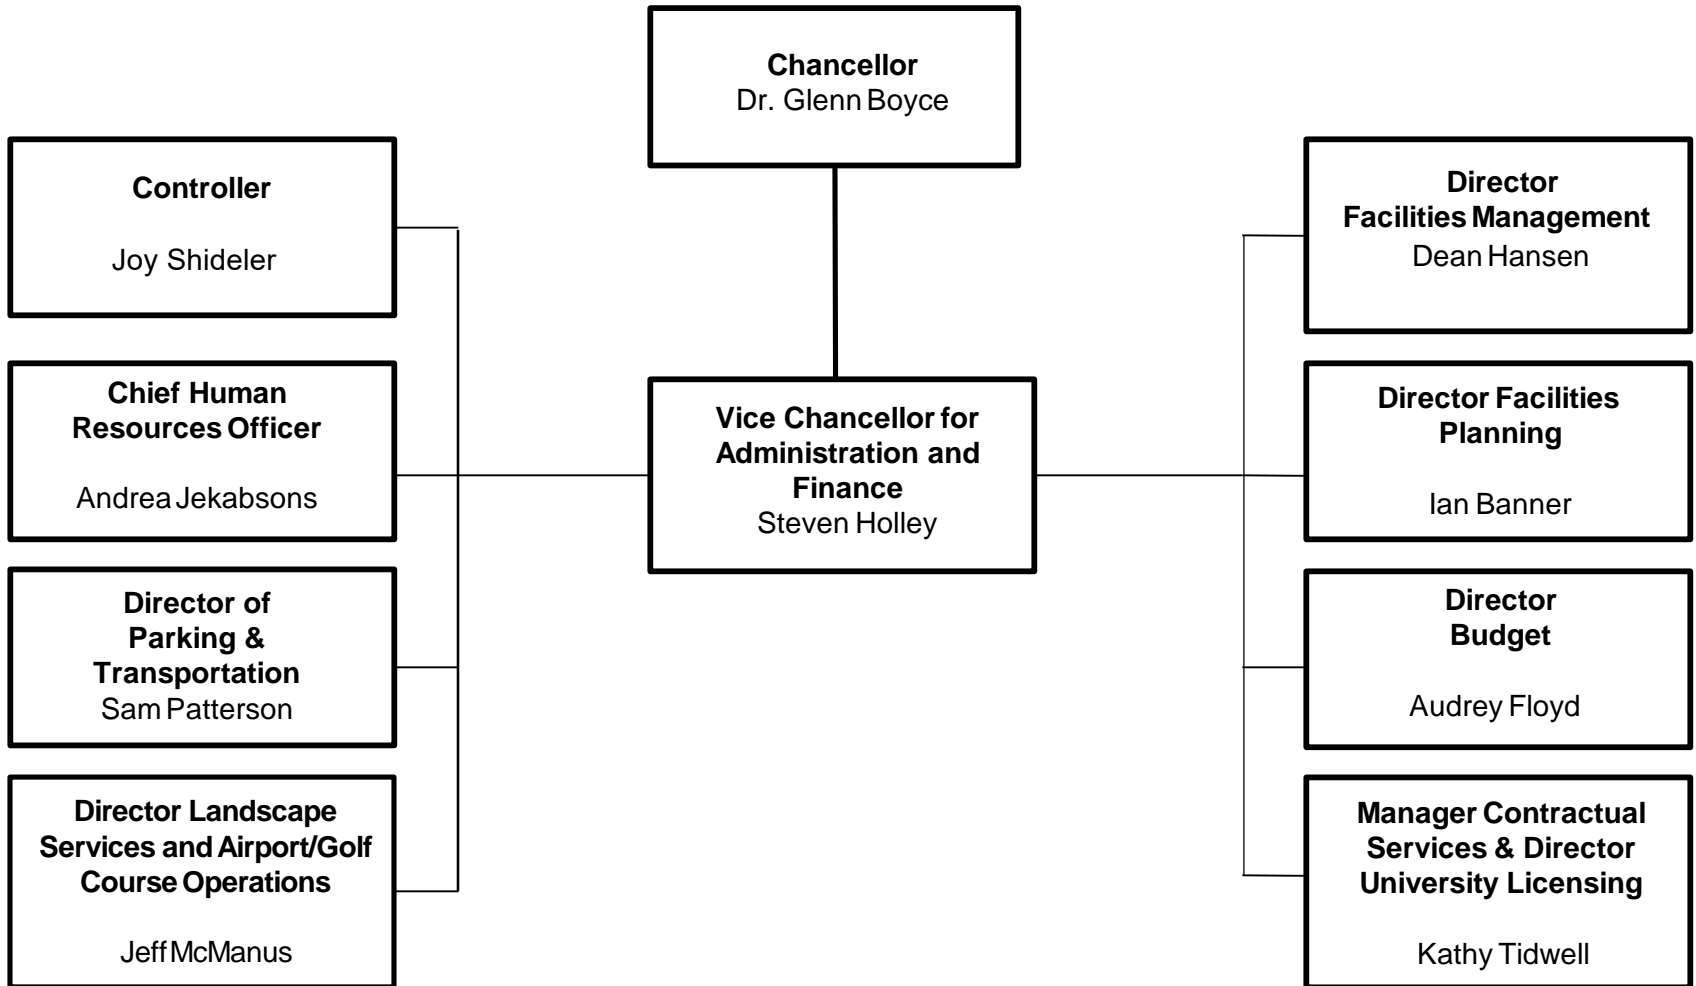 Chancellor
Dr. Glenn Boyce
Controller
Joy Shideler
Director
Facilities Management
Dean Hansen
Chief Human
Resources Officer
Andrea Jekabsons
Vice Chancellor for
Administration and
Finance
Steven Holley
Director Facilities
Planning
Ian Banner
Director of
Parking &
Transportation
Sam Patterson
Director
Budget
Audrey Floyd
Director Landscape
Services and Airport/Golf
Course Operations
Jeff McManus
Manager Contractual
Services & Director
University Licensing
Kathy Tidwell